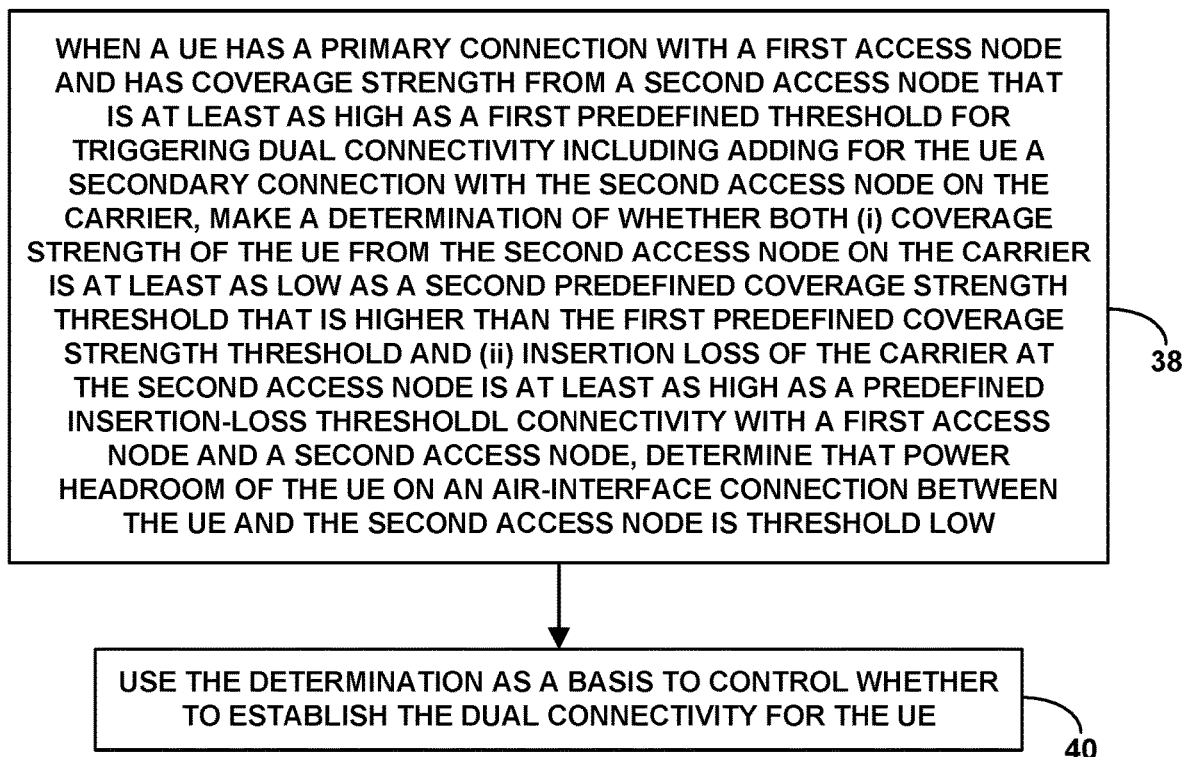 WHEN A UE HAS A PRIMARY CONNECTION WITH A FIRST ACCESS NODE
AND HAS COVERAGE STRENGTH FROM A SECOND ACCESS NODE THAT
IS AT LEAST AS HIGH AS A FIRST PREDEFINED THRESHOLD FOR
TRIGGERING DUAL CONNECTIVITY INCLUDING ADDING FOR THE UE A
SECONDARY CONNECTION WITH THE SECOND ACCESS NODE ON THE
CARRIER, MAKE A DETERMINATION OF WHETHER BOTH (i) COVERAGE
STRENGTH OF THE UE FROM THE SECOND ACCESS NODE ON THE CARRIER
IS AT LEAST AS LOW AS A SECOND PREDEFINED COVERAGE STRENGTH
THRESHOLD THAT IS HIGHER THAN THE FIRST PREDEFINED COVERAGE
STRENGTH THRESHOLD AND (ii) INSERTION LOSS OF THE CARRIER AT
THE SECOND ACCESS NODE IS AT LEAST AS HIGH AS A PREDEFINED
INSERTION-LOSS THRESHOLDL CONNECTIVITY WITH A FIRST ACCESS
NODE AND A SECOND ACCESS NODE, DETERMINE THAT POWER
HEADROOM OF THE UE ON AN AIR-INTERFACE CONNECTION BETWEEN
THE UE AND THE SECOND ACCESS NODE IS THRESHOLD LOW
38
USE THE DETERMINATION AS A BASIS TO CONTROL WHETHER
TO ESTABLISH THE DUAL CONNECTIVITY FOR THE UE
40